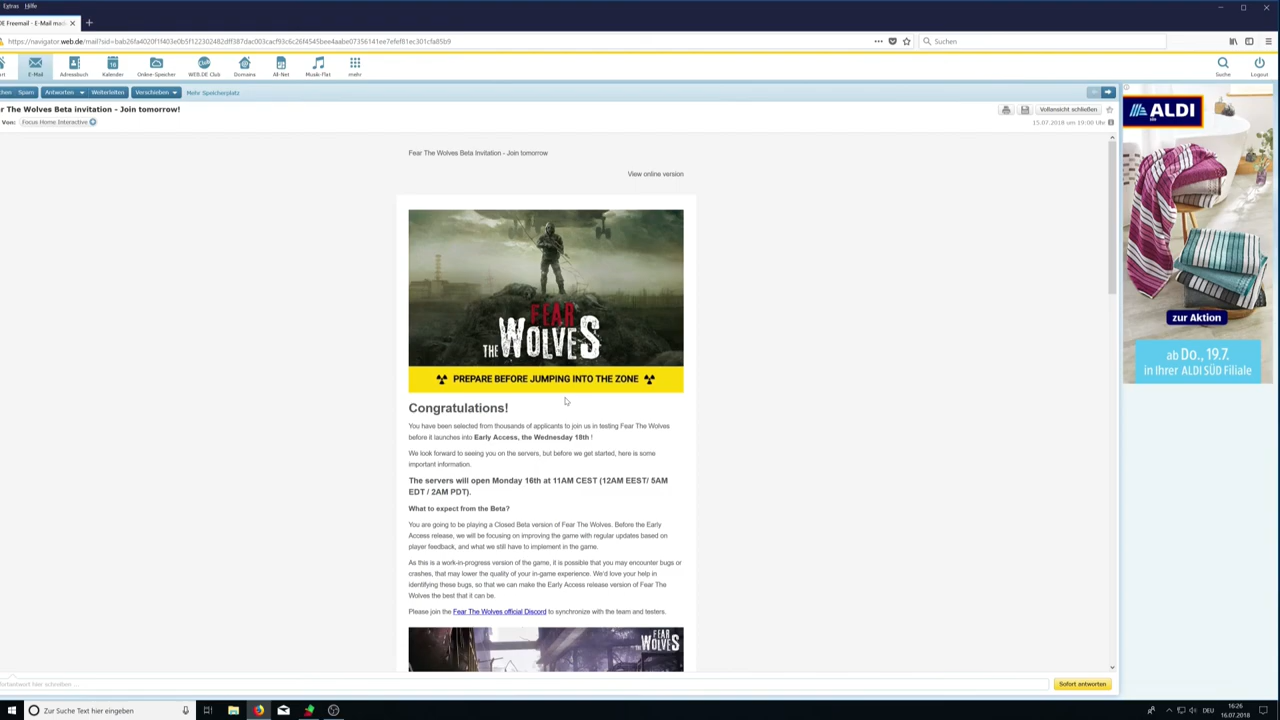 Extras Hilfe
DE Freemail - E-Mail mad
https://navigator.web.de/mail?sid=bab26fa4020f1f403e0b5f122302482dff387dac003cacf93c6c26f4545bee4aabe07356141ee7efef81ec301cfa85b9
Suchen
E-Mail
Adressbuch
16
Kalender
Online-Speicher
Club
WEB.DE Club
Domains
All-Net
Musik-Flat
mehr
Suche
Logout
Spam
Antworten
Weiterleiten
Verschieben
Mehr Speicherplatz
r The Wolves Beta invitation - Join tomorrow!
Vollansicht schließen
Von: Focus Home Interactive
15.07.2018 um 19:00 Uhr
Fear The Wolves Beta Invitation - Join tomorrow
View online version
FEAR
THE WOLVES
PREPARE BEFORE JUMPING INTO THE ZONE
Congratulations!
You have been selected from thousands of applicants to join us in testing Fear The Wolves
before it launches into Early Access, the Wednesday 18th !
We look forward to seeing you on the servers, but before we get started, here is some
important information.
The servers will open Monday 16th at 11AM CEST (12AM EEST/ 5AM
EDT / 2AM PDT).
What to expect from the Beta?
You are going to be playing a Closed Beta version of Fear The Wolves. Before the Early
Access release, we will be focusing on improving the game with regular updates based on
player feedback, and what we still have to implement in the game.
As this is a work-in-progress version of the game, it is possible that you may encounter bugs or
crashes, that may lower the quality of your in-game experience. We'd love your help in
identifying these bugs, so that we can make the Early Access release version of Fear The
Wolves the best that it can be.
Please join the Fear The Wolves official Discord to synchronize with the team and testers.
FEAR
THE WOLVES
Sofort antworten
ALDI
SÜD
zur Aktion
ab Do., 19.7.
in Ihrer ALDI SÜD Filiale
Zur Suche Text hier eingeben
DEU
16:26
16.07.2018